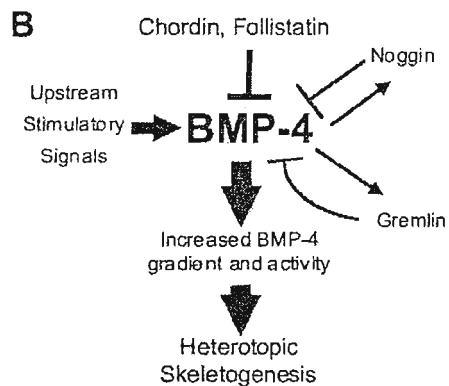 B
Chordin, Follistatin
Noggin
Upstream
Stimulatory
Signals
BMP-4
Gremlin
Increased BMP-4
gradient and activity
Heterotopic
Skeletogenesis